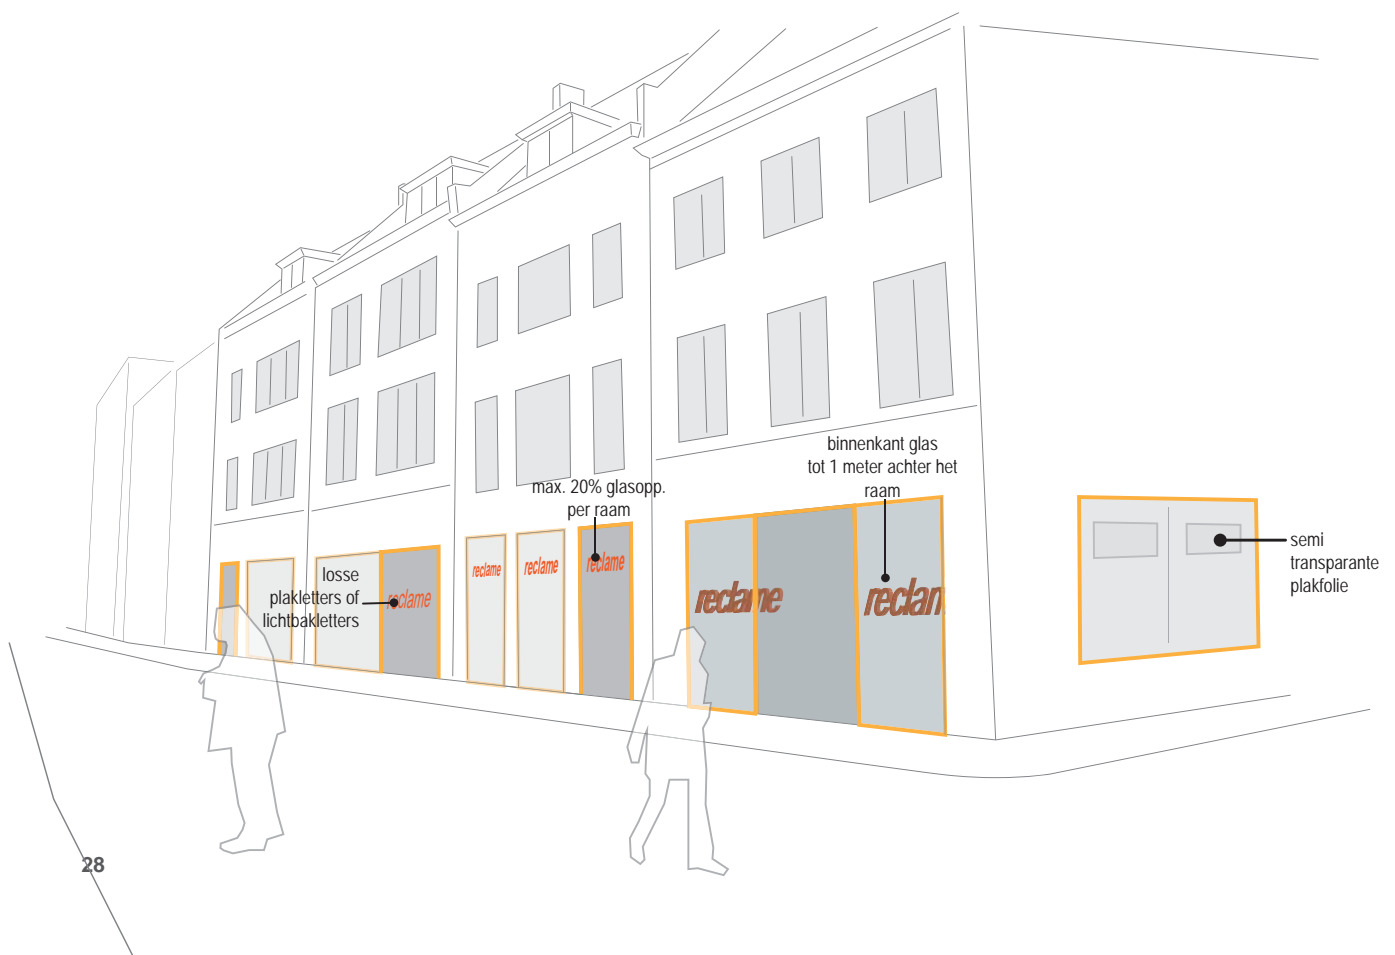 binnenkant glas
tot 1 meter achter het
raam
max. 20% glasopp.
per raam
semi
transparante
plakfolie
losse
plakletters of
lichtbakletters
reclame
reclame
reclame
reclame
reclame
reclam
28